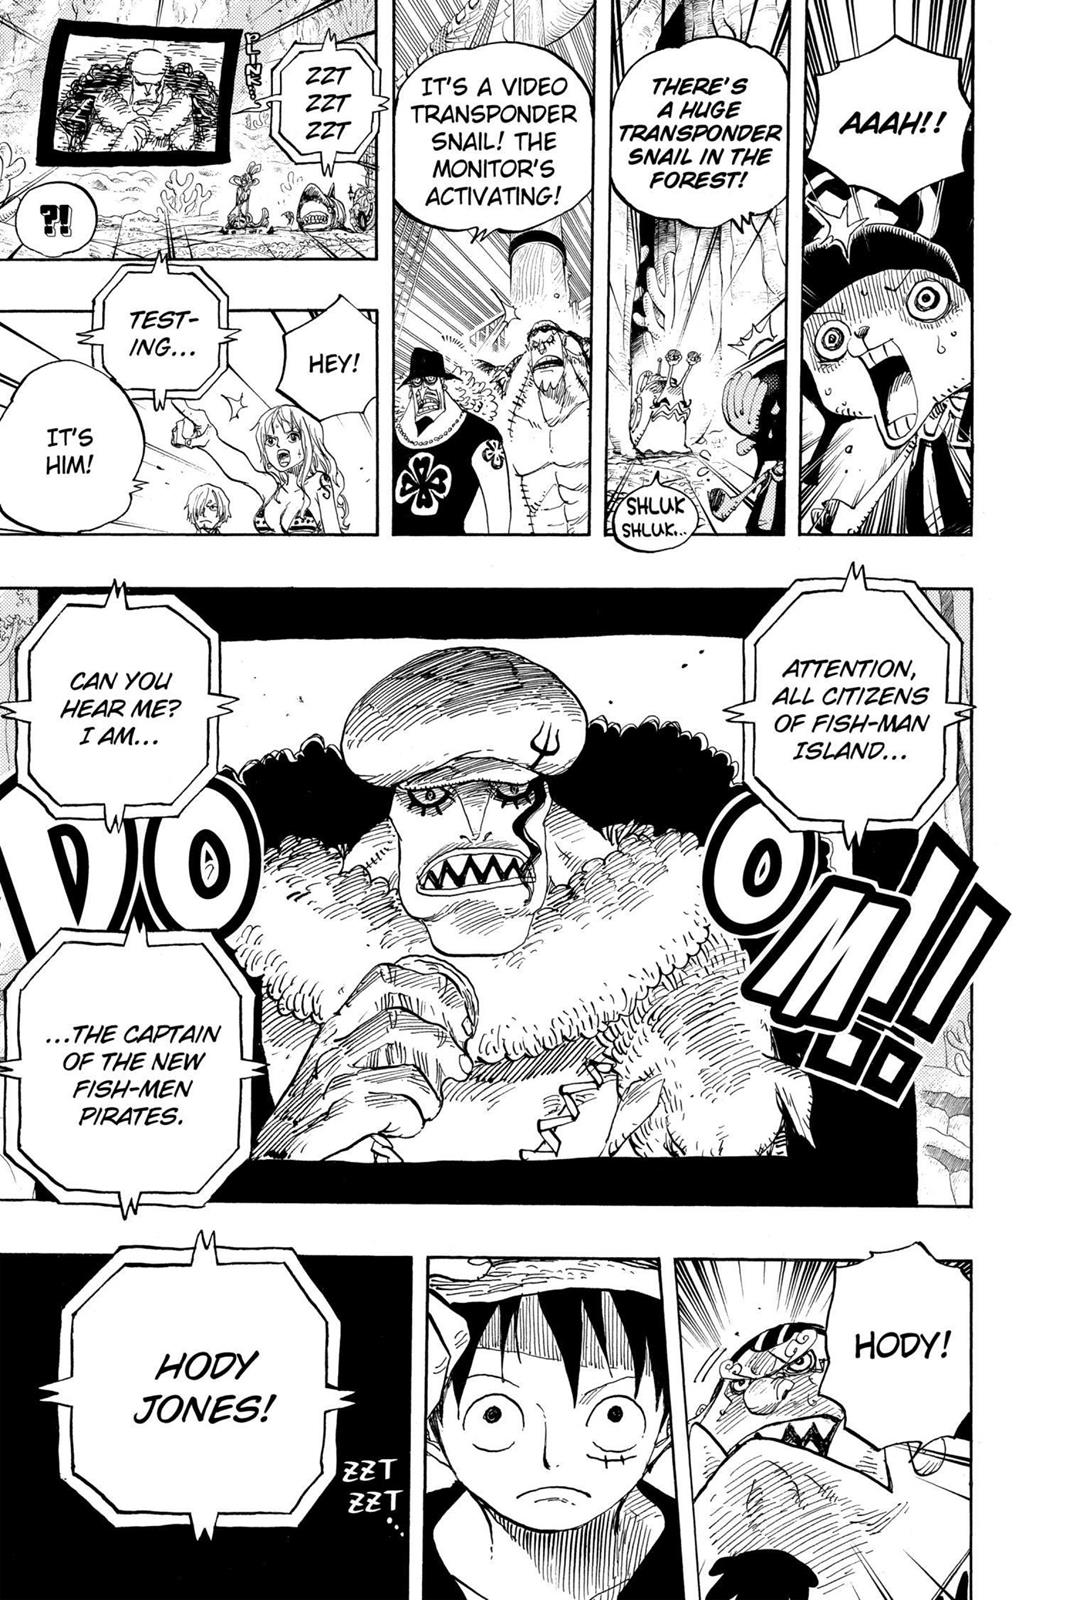 AAAH!!
THERE'S
A HUGE
TRANSPONDER
SNAIL IN THE
FOREST!
SHLUK
SHLUK...
IT'S A VIDEO
TRANSPONDER
SNAIL! THE
MONITOR'S
ACTIVATING!
ZZT
ZZT
ZZT
PLINK...
?!
HEY!
TEST-
ING...
IT'S
HIM!
ATTENTION,
ALL CITIZENS
OF FISH-MAN
ISLAND...
CAN YOU
HEAR ME?
I AM...
DOOM!!
...THE CAPTAIN
OF THE NEW
FISH-MEN
PIRATES.
HODY!
HODY
JONES!
ZZT
ZZT...